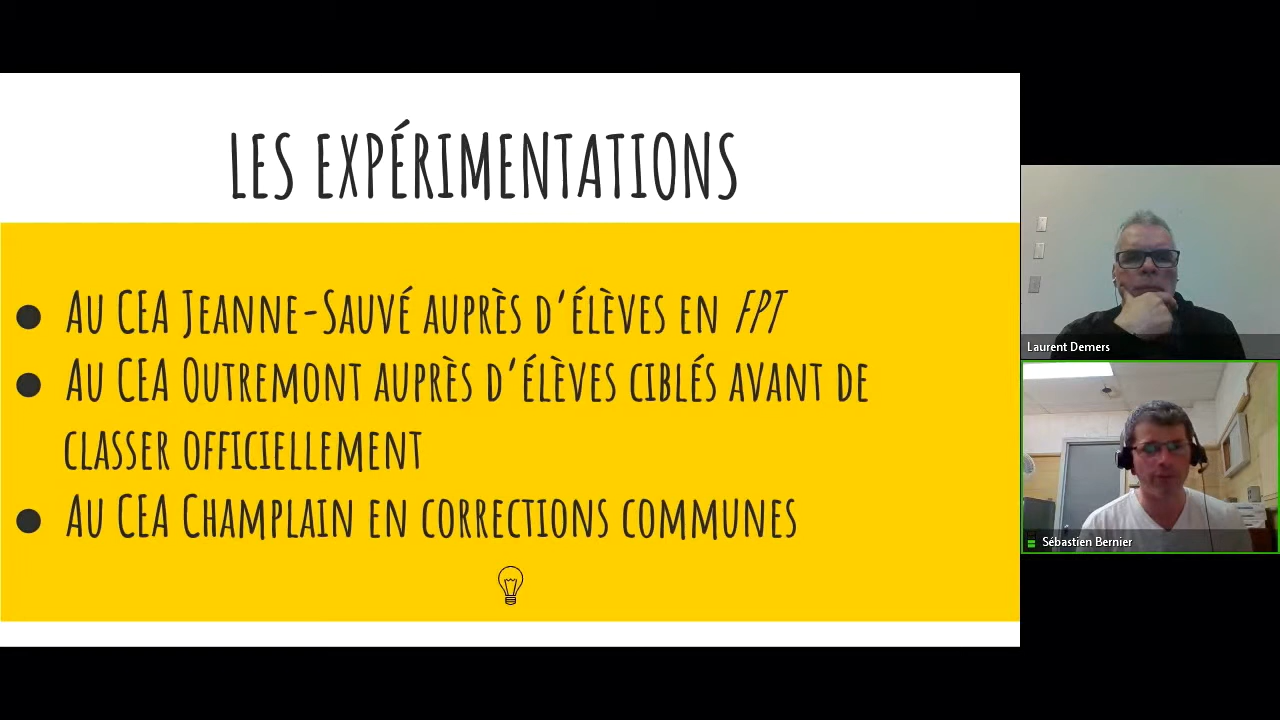 LES EXPÉRIMENTATIONS
● AU CEA JEANNE-SAUVÉ AUPRÈS D'ÉLÈVES EN FPT
● AU CEA OUTREMONT AUPRÈS D'ÉLÈVES CIBLÉS AVANT DE
CLASSER OFFICIELLEMENT
● AU CEA CHAMPLAIN EN CORRECTIONS COMMUNES
Laurent Demers
Sébastien Bernier